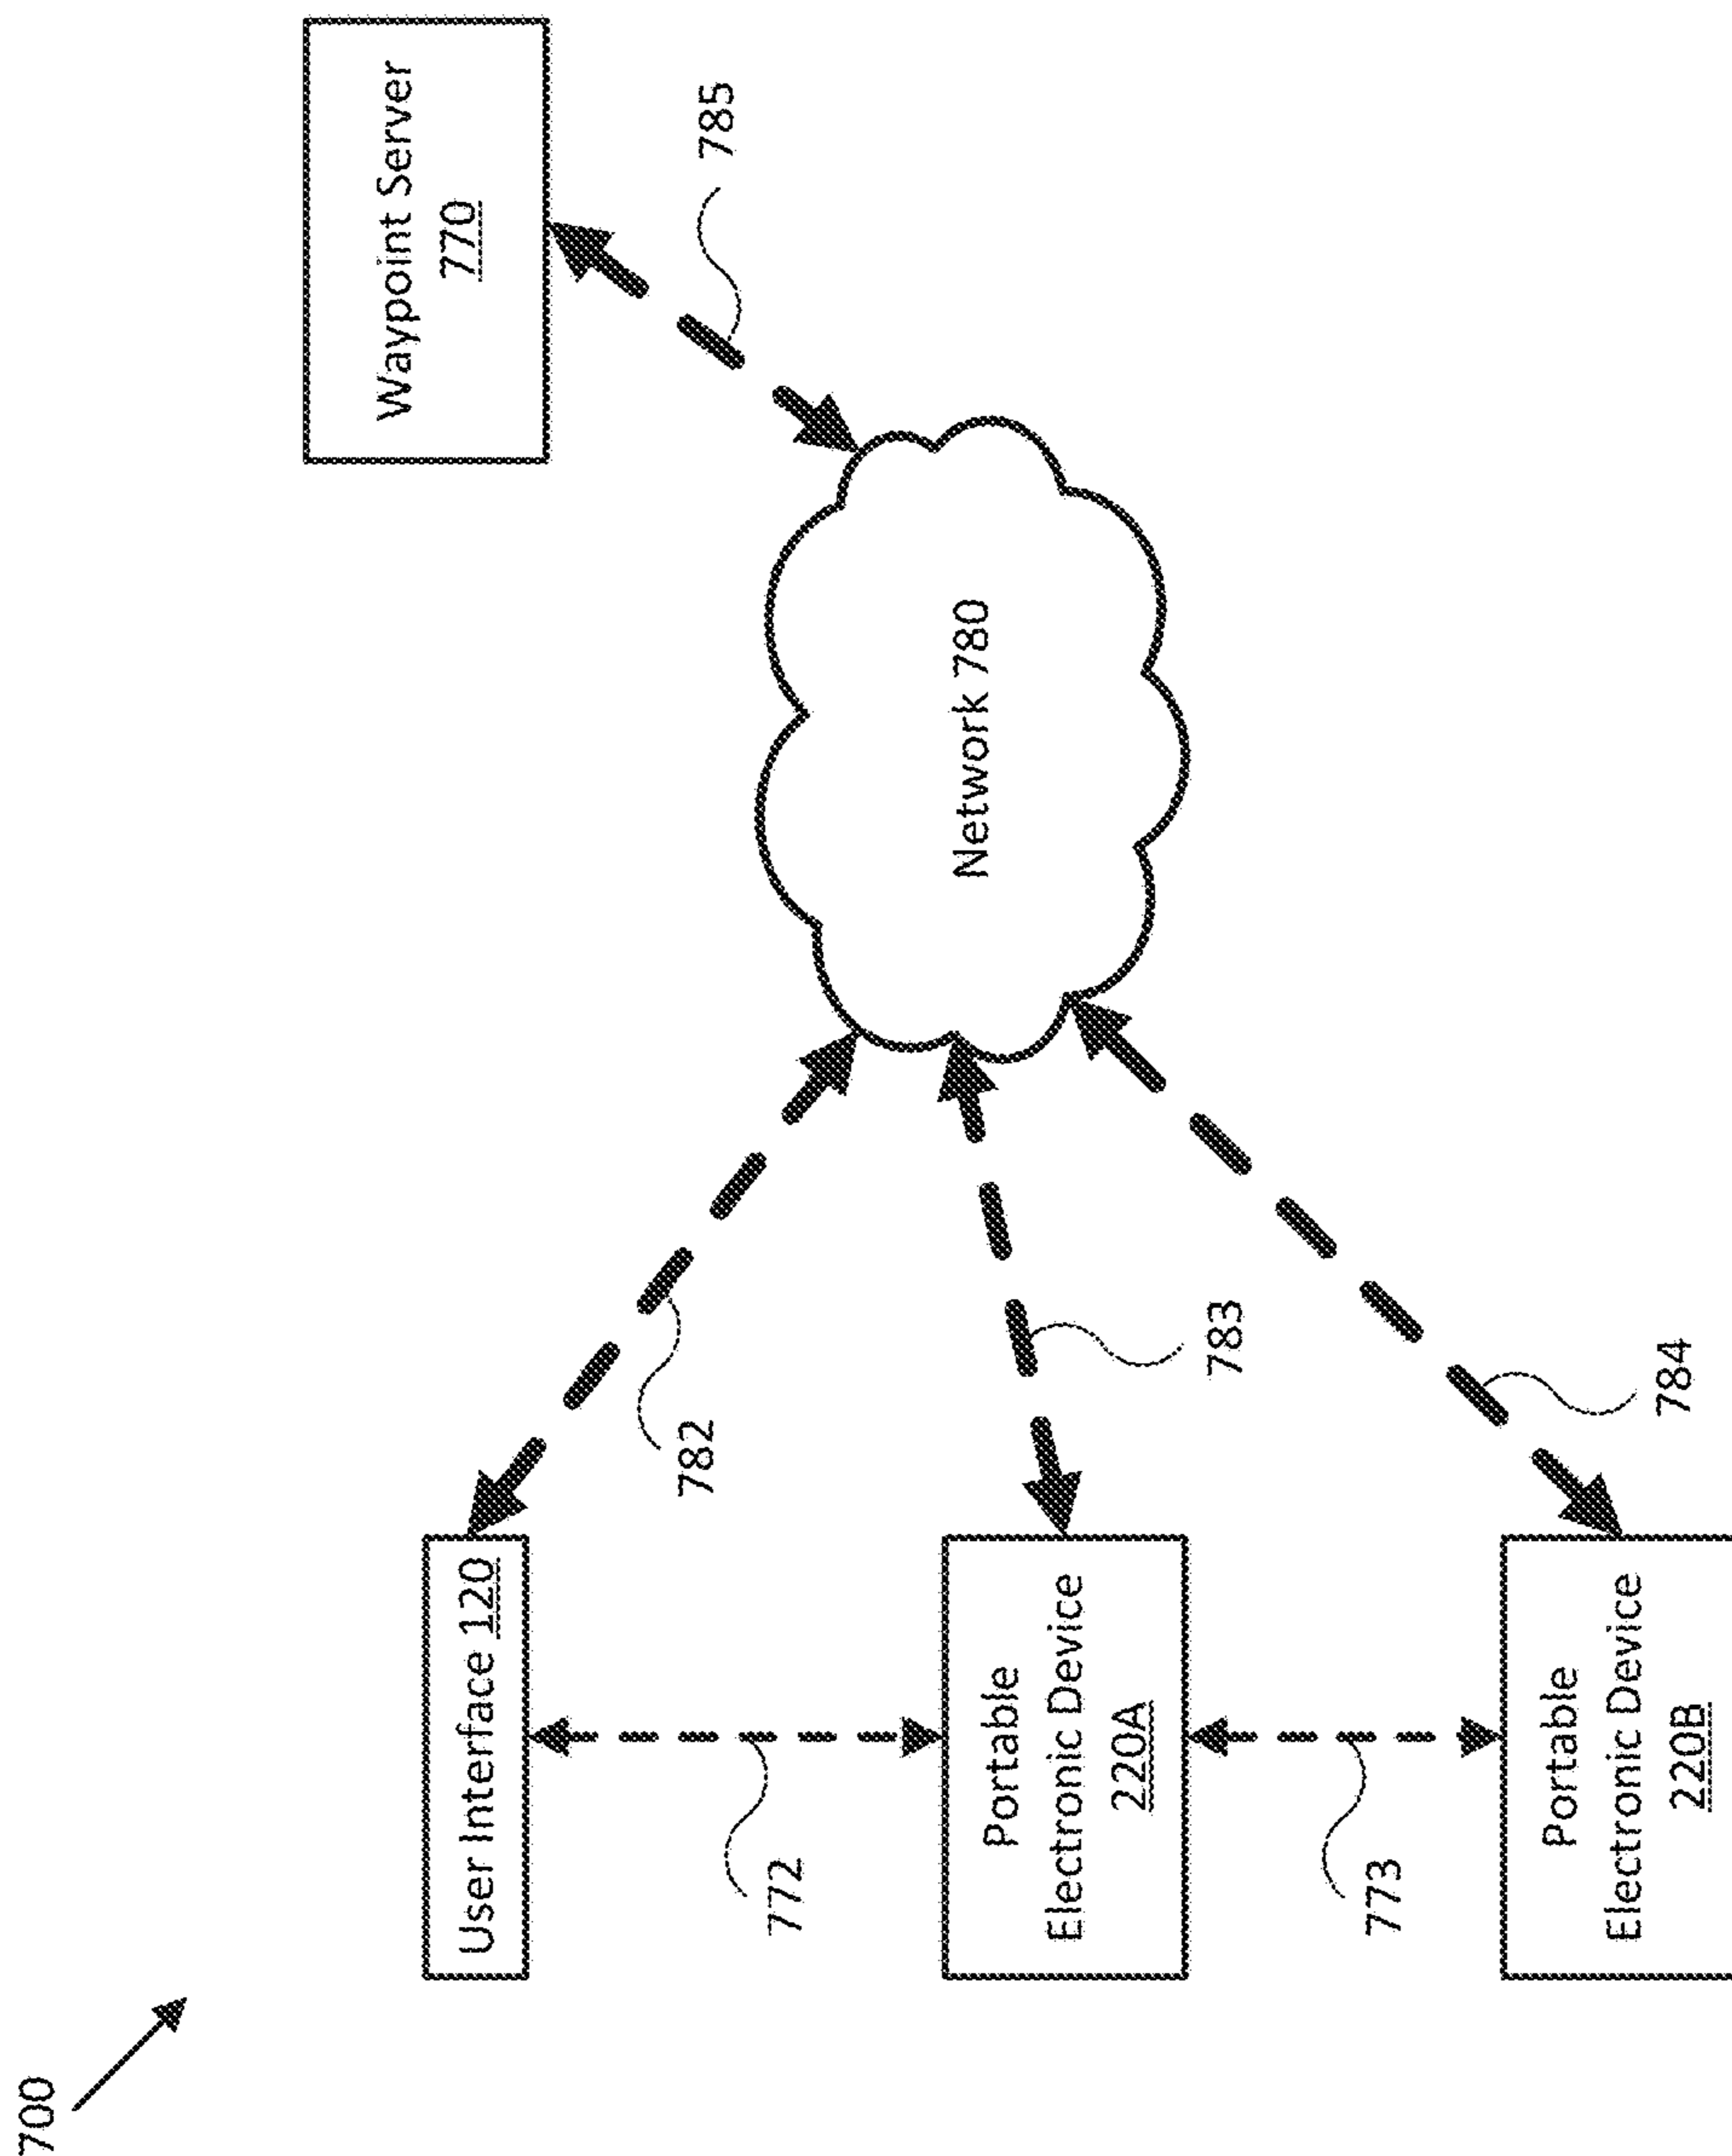 700
User Interface 120
782
772
Portable
Electronic Device
220A
783
773
Portable
Electronic Device
220B
784
Network 780
785
Waypoint Server
770